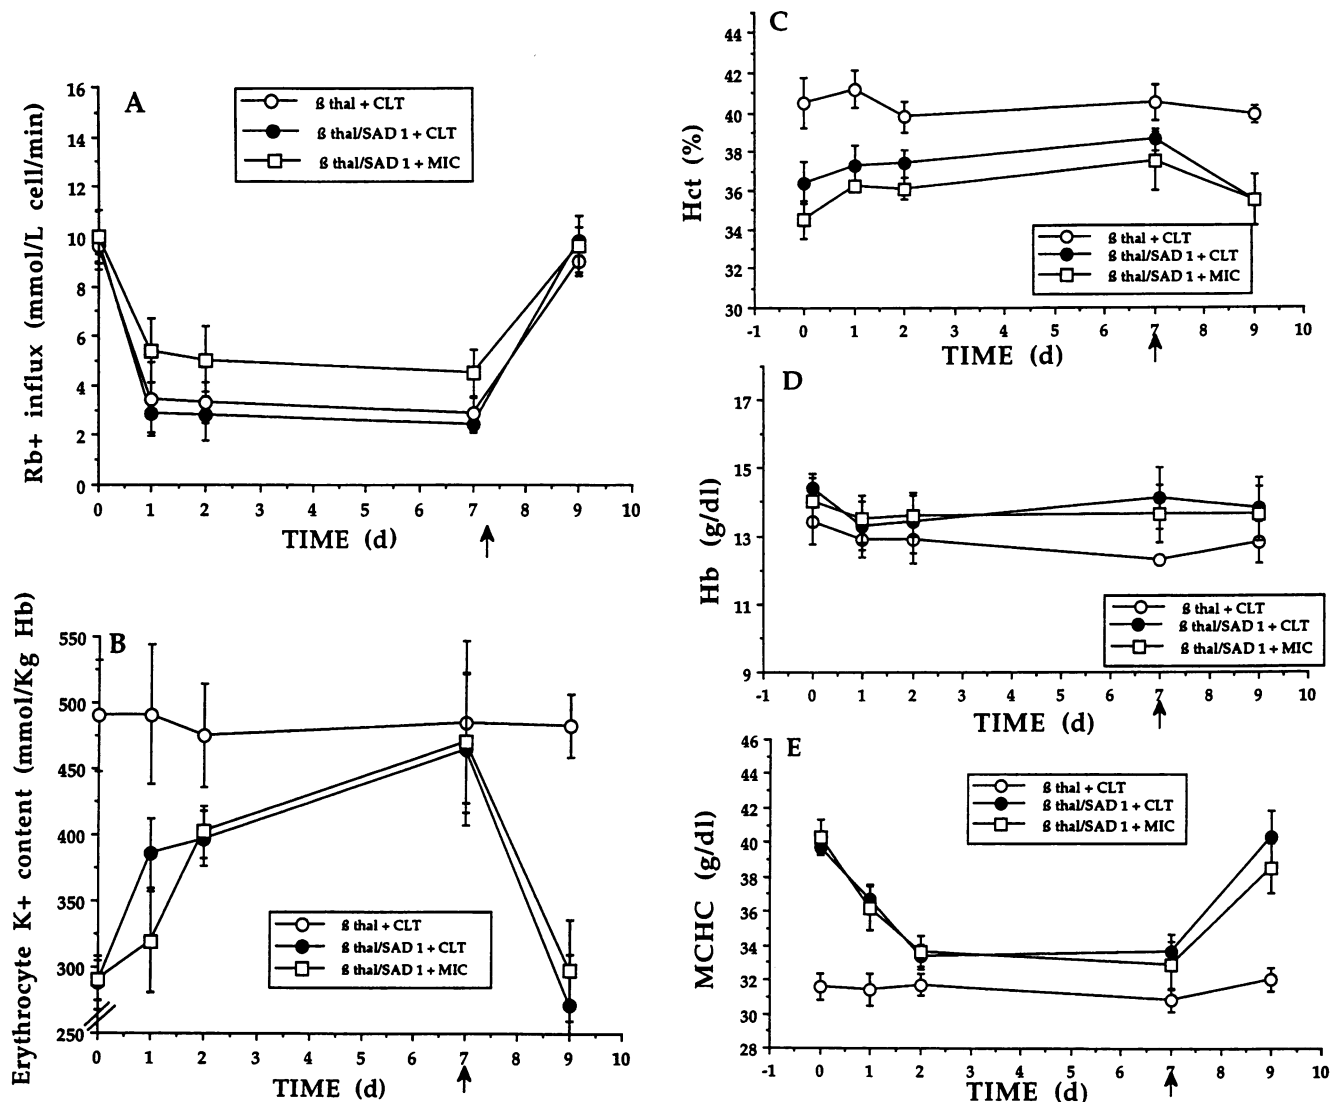 A
Rb+ influx (mmol/L cell/min)
16
14
12
10
8
6
4
2
0
ß thal + CLT
ß thal/SAD 1 + CLT
ß thal/SAD 1 + MIC
0 1 2 3 4 5 6 7 8 9 10
TIME (d)
B
Erythrocyte K+ content (mmol/Kg Hb)
550
500
450
400
350
300
250
ß thal + CLT
ß thal/SAD 1 + CLT
ß thal/SAD 1 + MIC
0 1 2 3 4 5 6 7 8 9 10
TIME (d)
C
Hct (%)
44
42
40
38
36
34
32
30
ß thal + CLT
ß thal/SAD 1 + CLT
ß thal/SAD 1 + MIC
-1 0 1 2 3 4 5 6 7 8 9 10
TIME (d)
D
Hb (g/dl)
17
15
13
11
9
ß thal + CLT
ß thal/SAD 1 + CLT
ß thal/SAD 1 + MIC
-1 0 1 2 3 4 5 6 7 8 9 10
TIME (d)
E
MCHC (g/dl)
46
44
42
40
38
36
34
32
30
28
ß thal + CLT
ß thal/SAD 1 + CLT
ß thal/SAD 1 + MIC
-1 0 1 2 3 4 5 6 7 8 9 10
TIME (d)